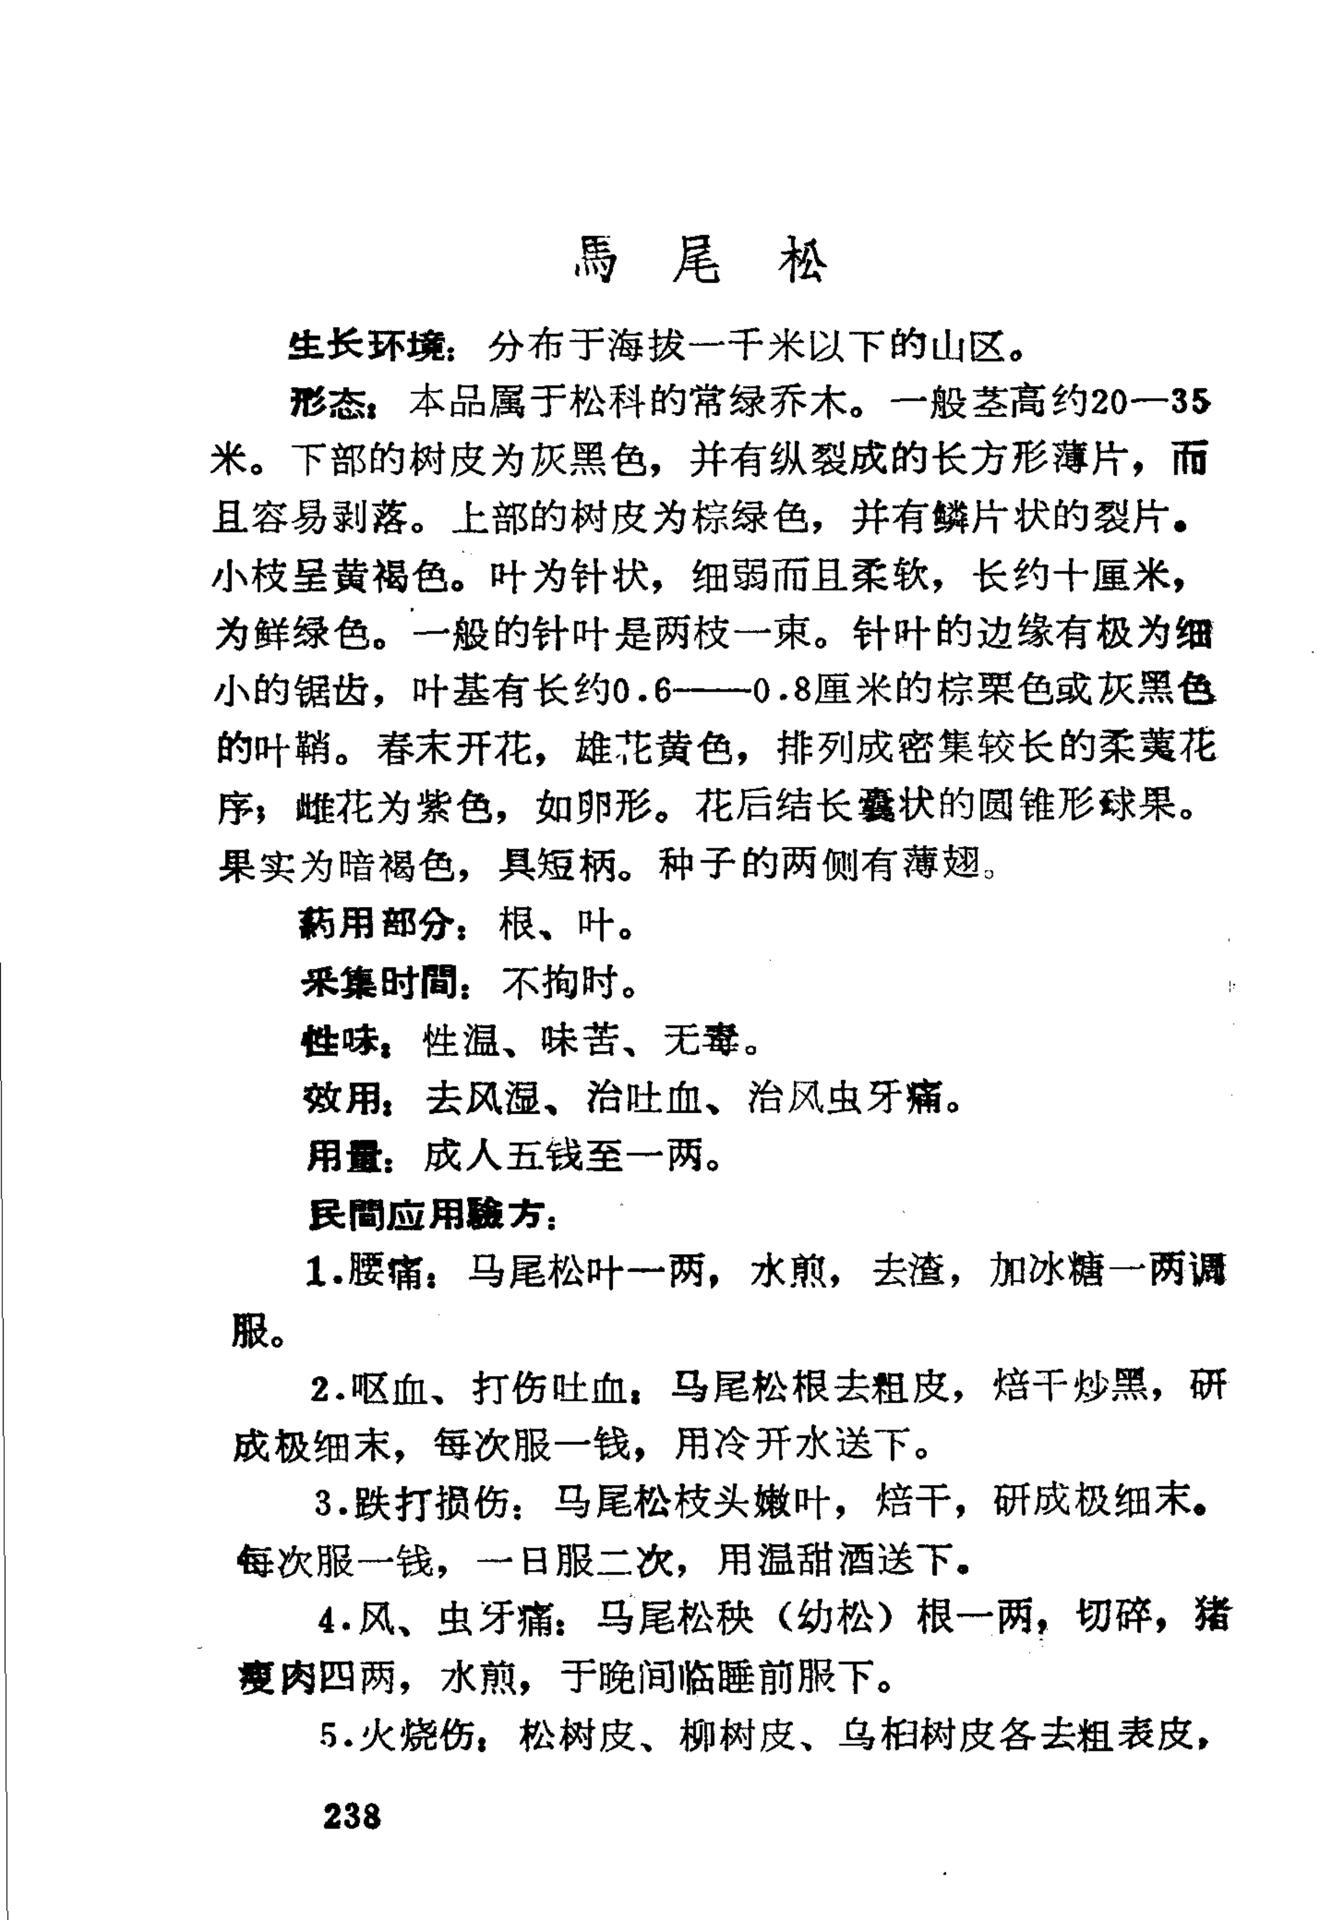 馬尾松
生长环境：分布于海拔一千米以下的山区。
形态：本品属于松科的常绿乔木。一般茎高约20—35
米。下部的树皮为灰黑色，并有纵裂成的长方形薄片，而
且容易剥落。上部的树皮为棕绿色，并有鳞片状的裂片。
小枝呈黄褐色。叶为针状，细弱而且柔软，长约十厘米，
为鲜绿色。一般的针叶是两枝一束。针叶的边缘有极为细
小的锯齿，叶基有长约0.6——0.8厘米的棕栗色或灰黑色
的叶鞘。春末开花，雄花黄色，排列成密集较长的柔荑花
序；雌花为紫色，如卵形。花后结长囊状的圆锥形球果。
果实为暗褐色，具短柄。种子的两侧有薄翅。
药用部分：根、叶。
采集时間：不拘时。
性味：性温、味苦、无毒。
效用：去风湿、治吐血、治风虫牙痛。
用量：成人五钱至一两。
民間应用驗方：
1.腰痛：马尾松叶一两，水煎，去渣，加冰糖一两调
服。
2.呕血、打伤吐血：马尾松根去粗皮，焙干炒黑，研
成极细末，每次服一钱，用冷开水送下。
3.跌打损伤：马尾松枝头嫩叶，焙干，研成极细末。
每次服一钱，一日服二次，用温甜酒送下。
4.风、虫牙痛：马尾松秧（幼松）根一两，切碎，猪
瘦肉四两，水煎，于晚间临睡前服下。
5.火烧伤：松树皮、柳树皮、乌桕树皮各去粗表皮，
238